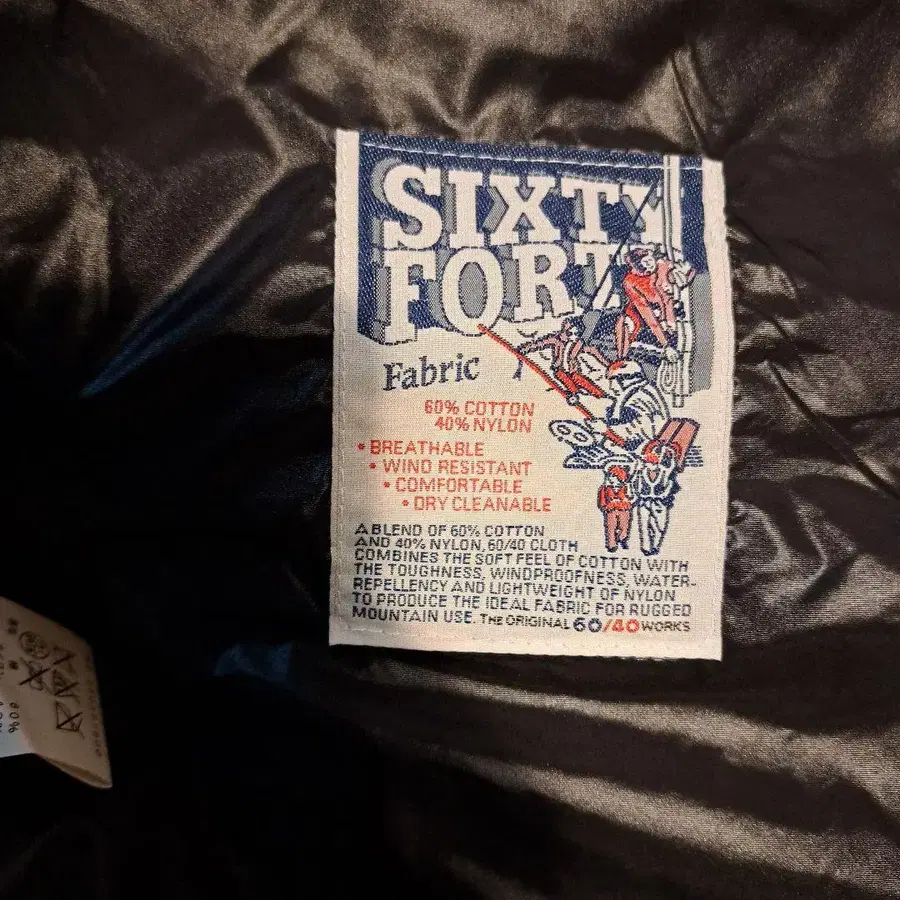 SIXTY
FORTY
Fabric
60% COTTON
40% NYLON
• BREATHABLE
• WIND RESISTANT
• COMFORTABLE
• DRY CLEANABLE
A BLEND OF 60% COTTON
AND 40% NYLON, 60/40 CLOTH
COMBINES THE SOFT FEEL OF COTTON WITH
THE TOUGHNESS, WINDPROOFNESS, WATER-
REPELLENCY AND LIGHTWEIGHT OF NYLON
TO PRODUCE THE IDEAL FABRIC FOR RUGGED
MOUNTAIN USE. THE ORIGINAL 60/40 WORKS
60%